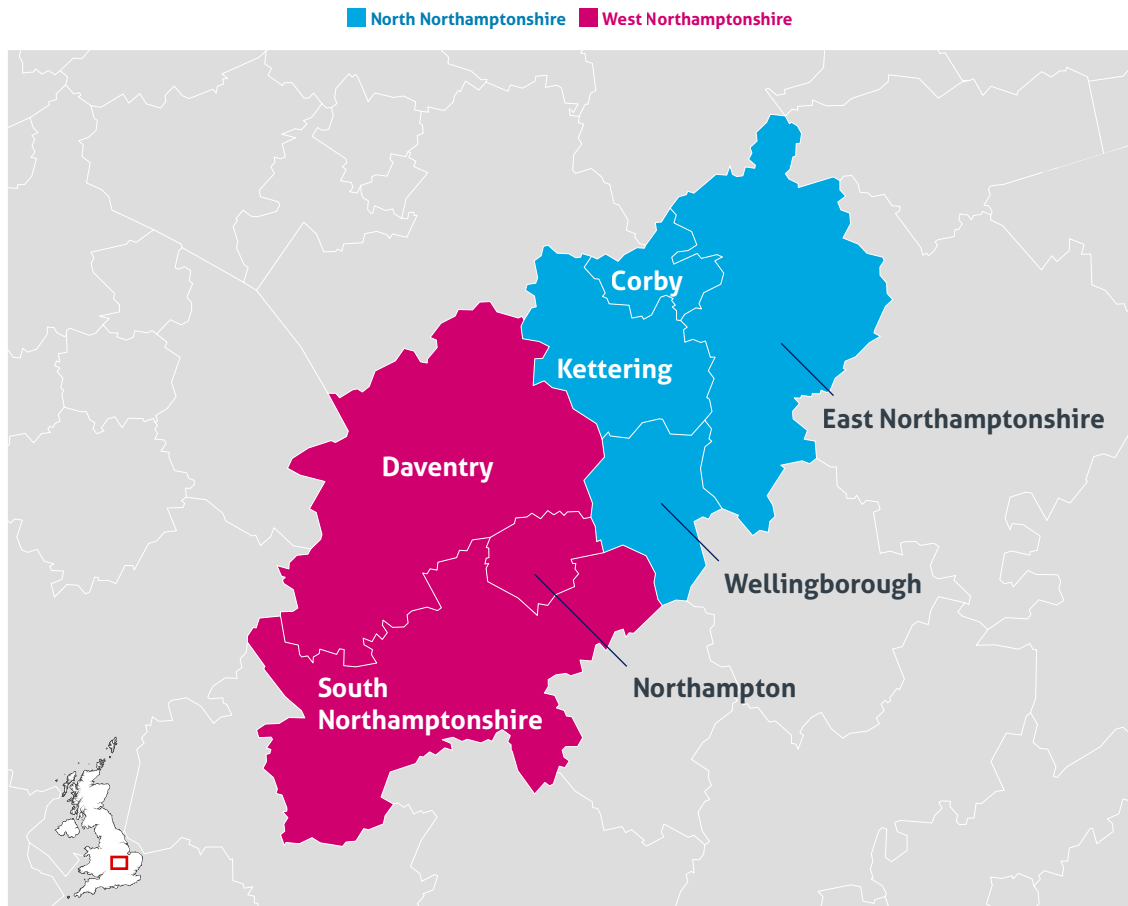 North Northamptonshire West Northamptonshire
Corby
Kettering
East Northamptonshire
Daventry
Wellingborough
South
Northamptonshire
Northampton